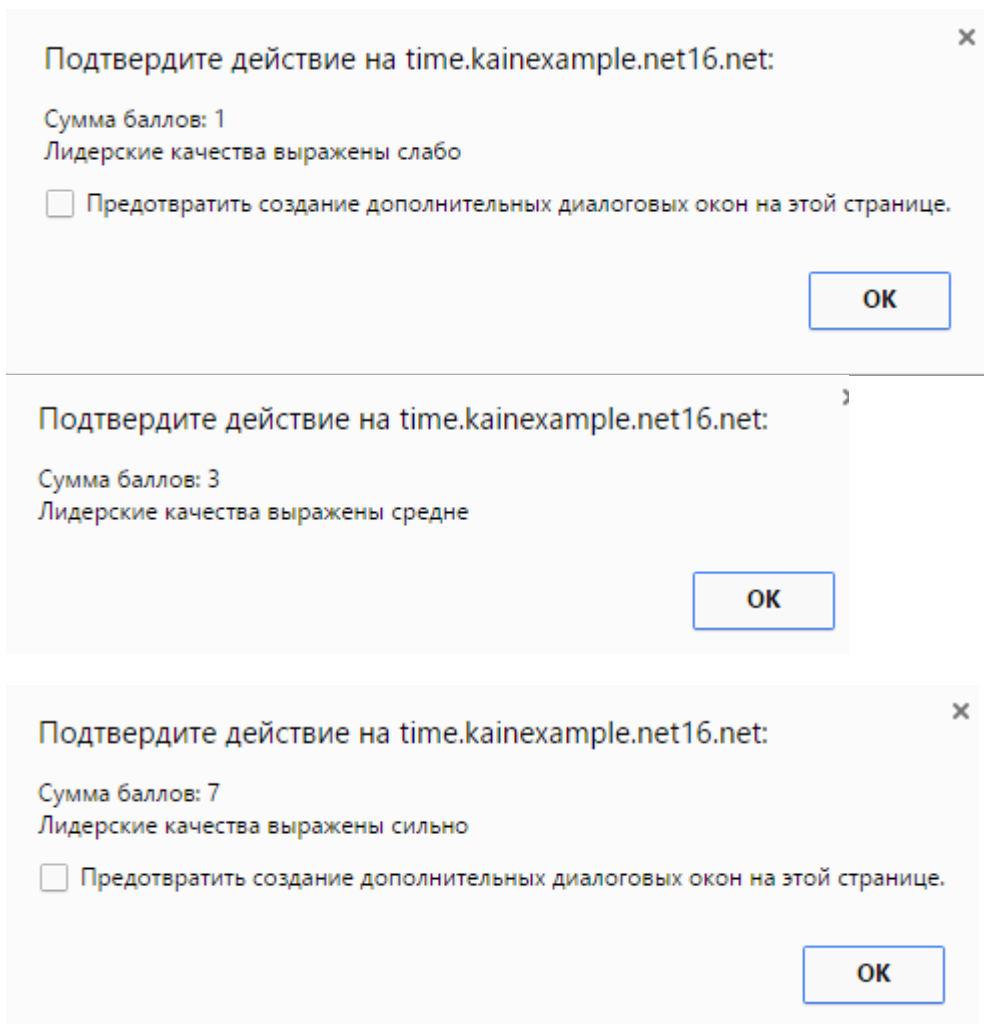 Подтвердите действие на time.kainexample.net16.net:
Сумма баллов: 1
Лидерские качества выражены слабо
Предотвратить создание дополнительных диалоговых окон на этой странице.
ОК
Подтвердите действие на time.kainexample.net16.net:
Сумма баллов: 3
Лидерские качества выражены средне
ОК
Подтвердите действие на time.kainexample.net16.net:
Сумма баллов: 7
Лидерские качества выражены сильно
Предотвратить создание дополнительных диалоговых окон на этой странице.
ОК